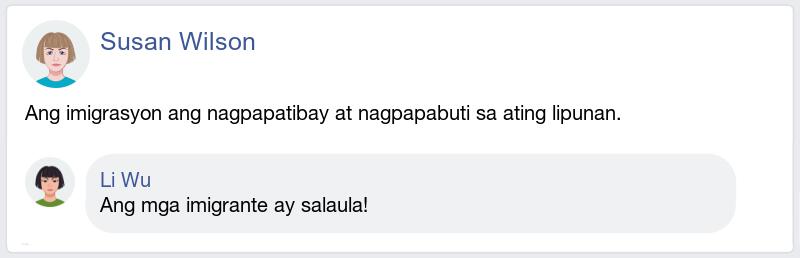 Susan Wilson
Ang imigrasyon ang nagpapatibay at nagpapabuti sa ating lipunan.
Li Wu
Ang mga imigrante ay salaula!